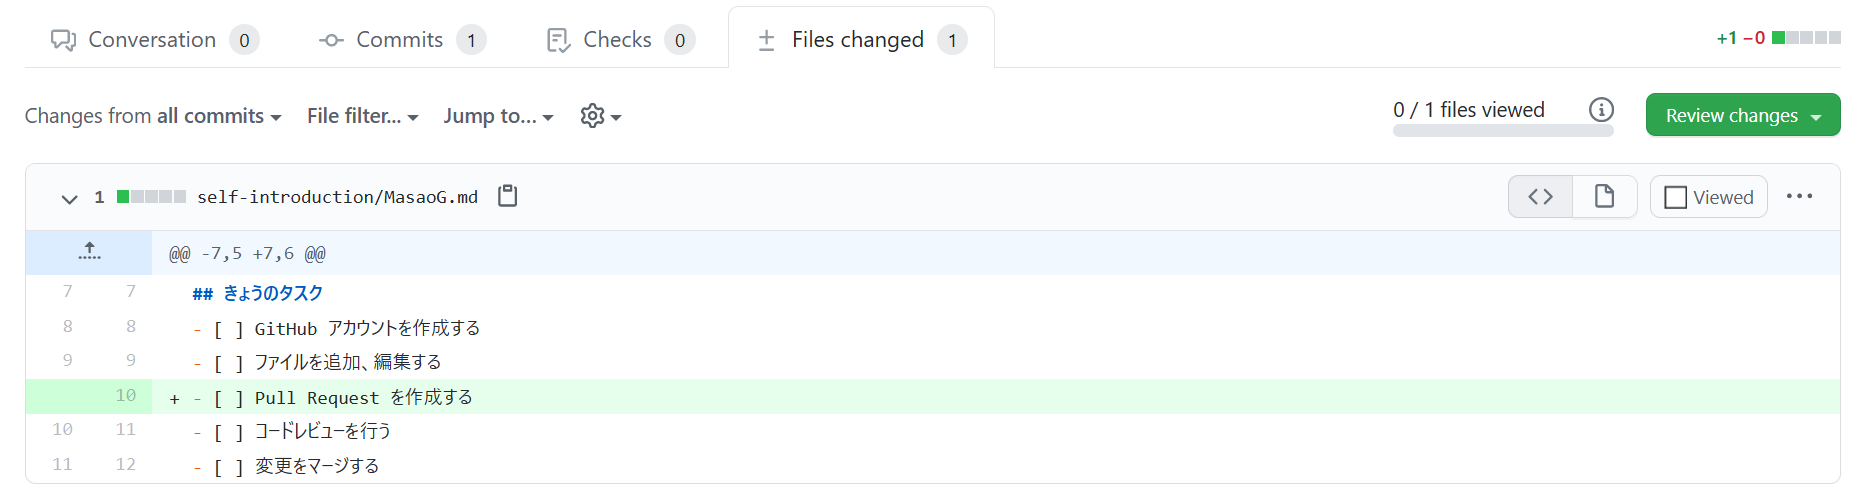 Conversation 0 Commits 1 Checks 0 Files changed 1 +1 −0
Changes from all commits File filter... Jump to... 0 / 1 files viewed Review changes
1 self-introduction/MasaoG.md Viewed
@@ -7,5 +7,6 @@
7 7 ## きょうのタスク
8 8 - [ ] GitHub アカウントを作成する
9 9 - [ ] ファイルを追加、編集する
10 + - [ ] Pull Request を作成する
10 11 - [ ] コードレビューを行う
11 12 - [ ] 変更をマージする